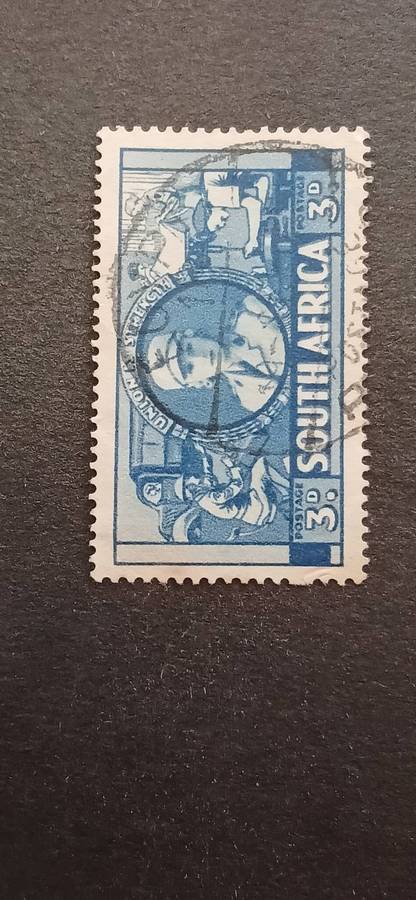 UNION IS STRENGTH
POSTAGE
3D.
SOUTH AFRICA
POSTAGE
3D